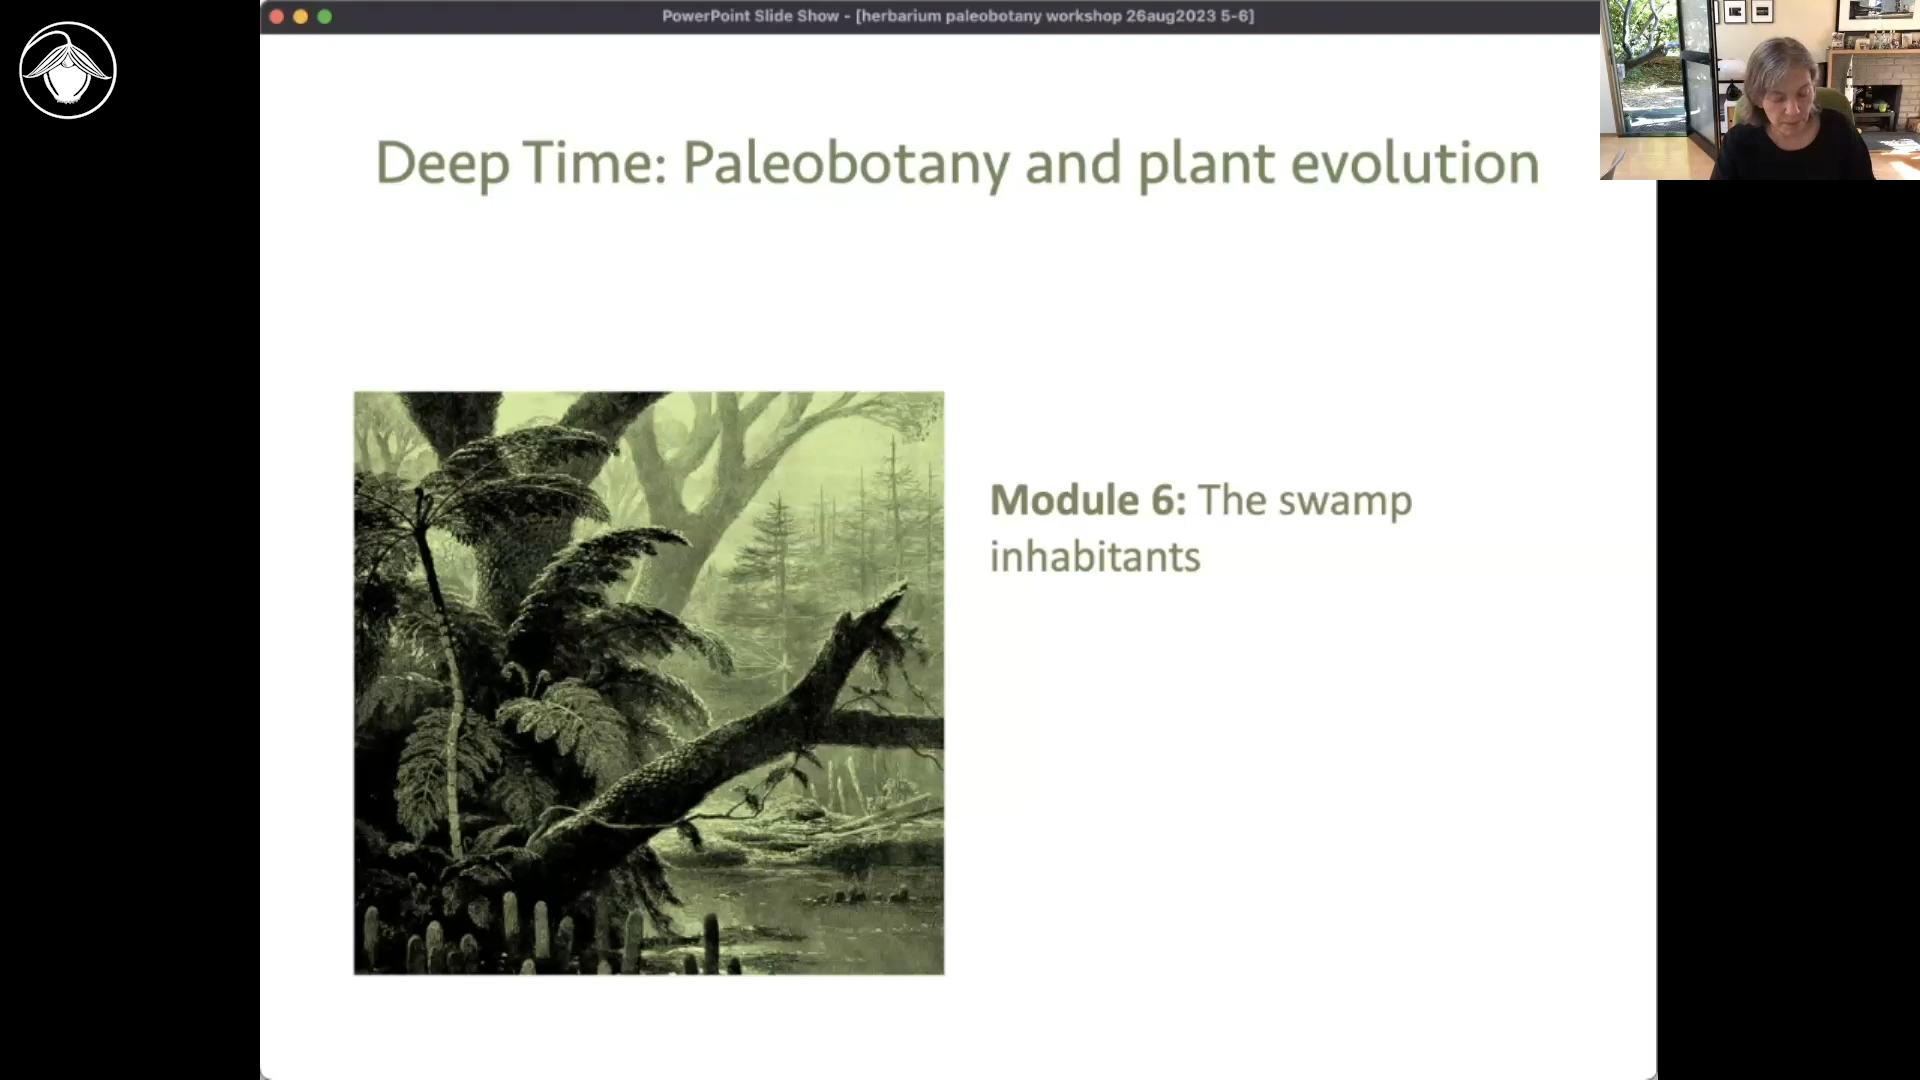 PowerPoint Slide Show - [herbarium paleobotany workshop 26aug2023 5-6]
Deep Time: Paleobotany and plant evolution
Module 6: The swamp
inhabitants